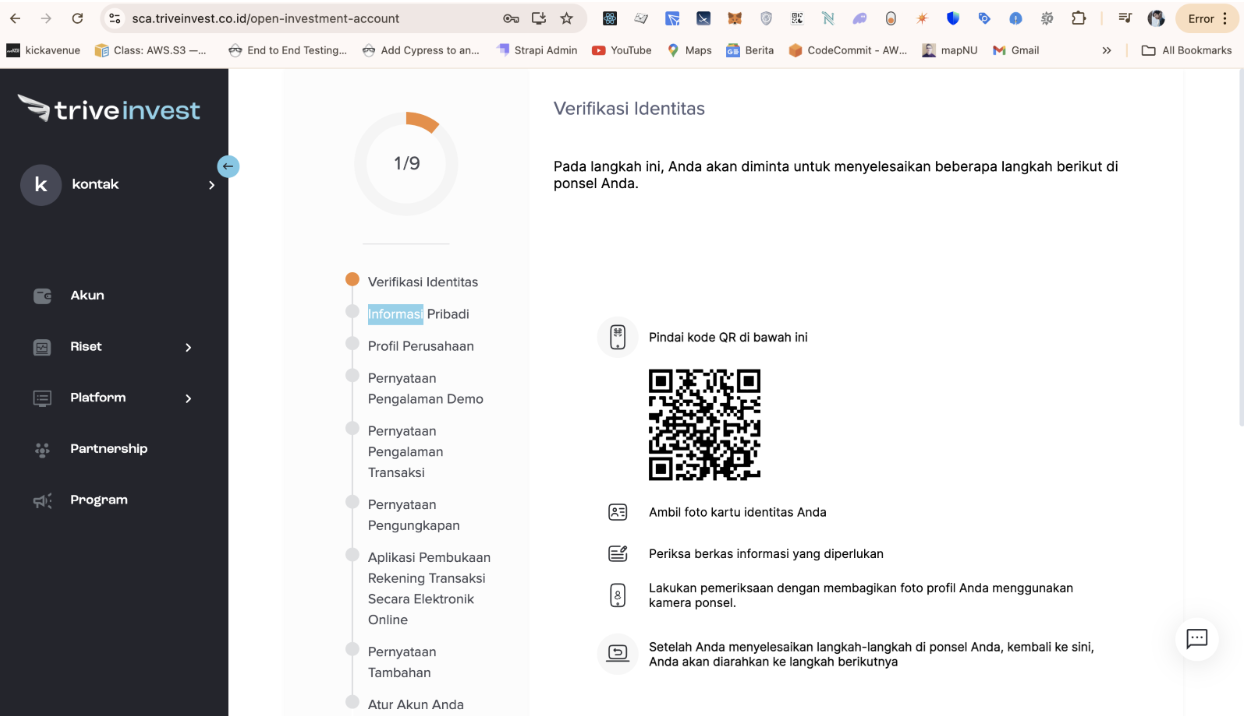 sca.triveinvest.co.id/open-investment-account
Error
kickavenue
Class: AWS.S3 —...
End to End Testing...
Add Cypress to an...
Strapi Admin
YouTube
Maps
Berita
CodeCommit - AW...
mapNU
Gmail
»
All Bookmarks
triveinvest
k
kontak
Akun
Riset
Platform
Partnership
Program
1/9
Verifikasi Identitas
Informasi Pribadi
Profil Perusahaan
Pernyataan
Pengalaman Demo
Pernyataan
Pengalaman
Transaksi
Pernyataan
Pengungkapan
Aplikasi Pembukaan
Rekening Transaksi
Secara Elektronik
Online
Pernyataan
Tambahan
Atur Akun Anda
Verifikasi Identitas
Pada langkah ini, Anda akan diminta untuk menyelesaikan beberapa langkah berikut di
ponsel Anda.
Pindai kode QR di bawah ini
Ambil foto kartu identitas Anda
Periksa berkas informasi yang diperlukan
Lakukan pemeriksaan dengan membagikan foto profil Anda menggunakan
kamera ponsel.
Setelah Anda menyelesaikan langkah-langkah di ponsel Anda, kembali ke sini,
Anda akan diarahkan ke langkah berikutnya